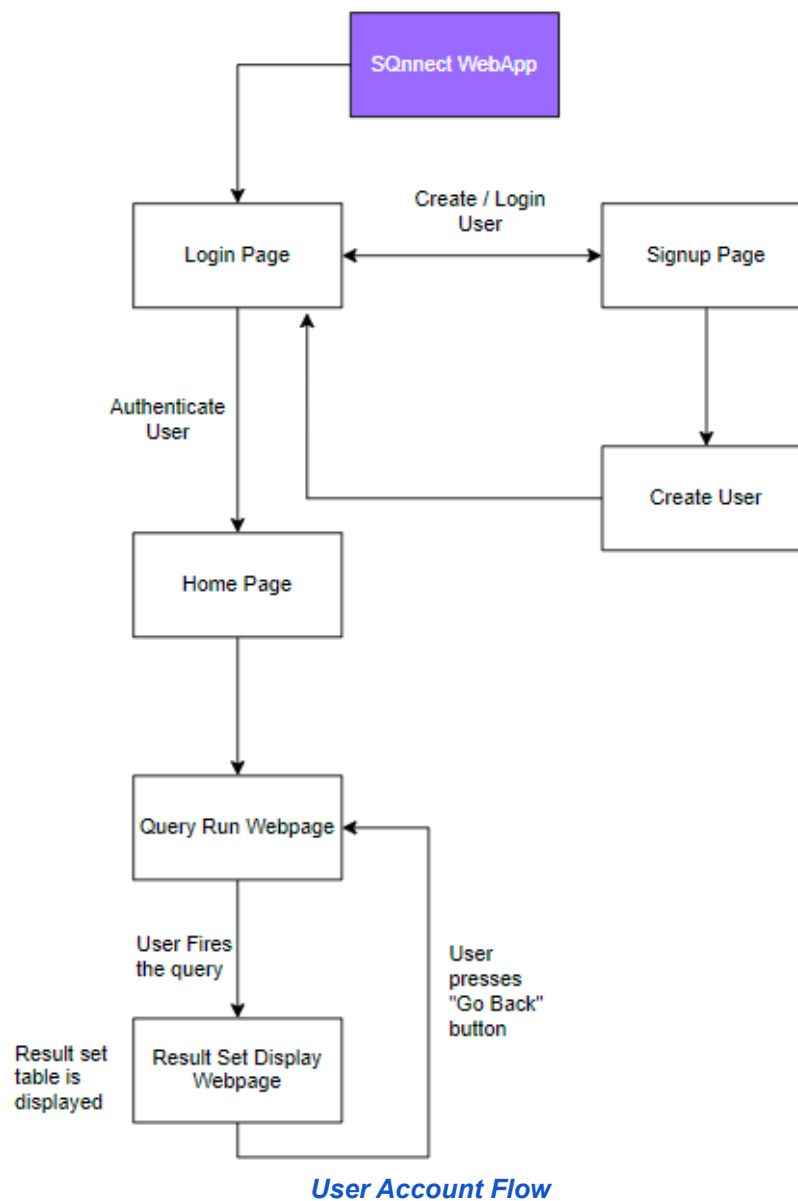 SQnnect WebApp
Create / Login
User
Login Page
Signup Page
Authenticate
User
Create User
Home Page
Query Run Webpage
User Fires
the query
User
presses
"Go Back"
button
Result set
table is
displayed
Result Set Display
Webpage
User Account Flow